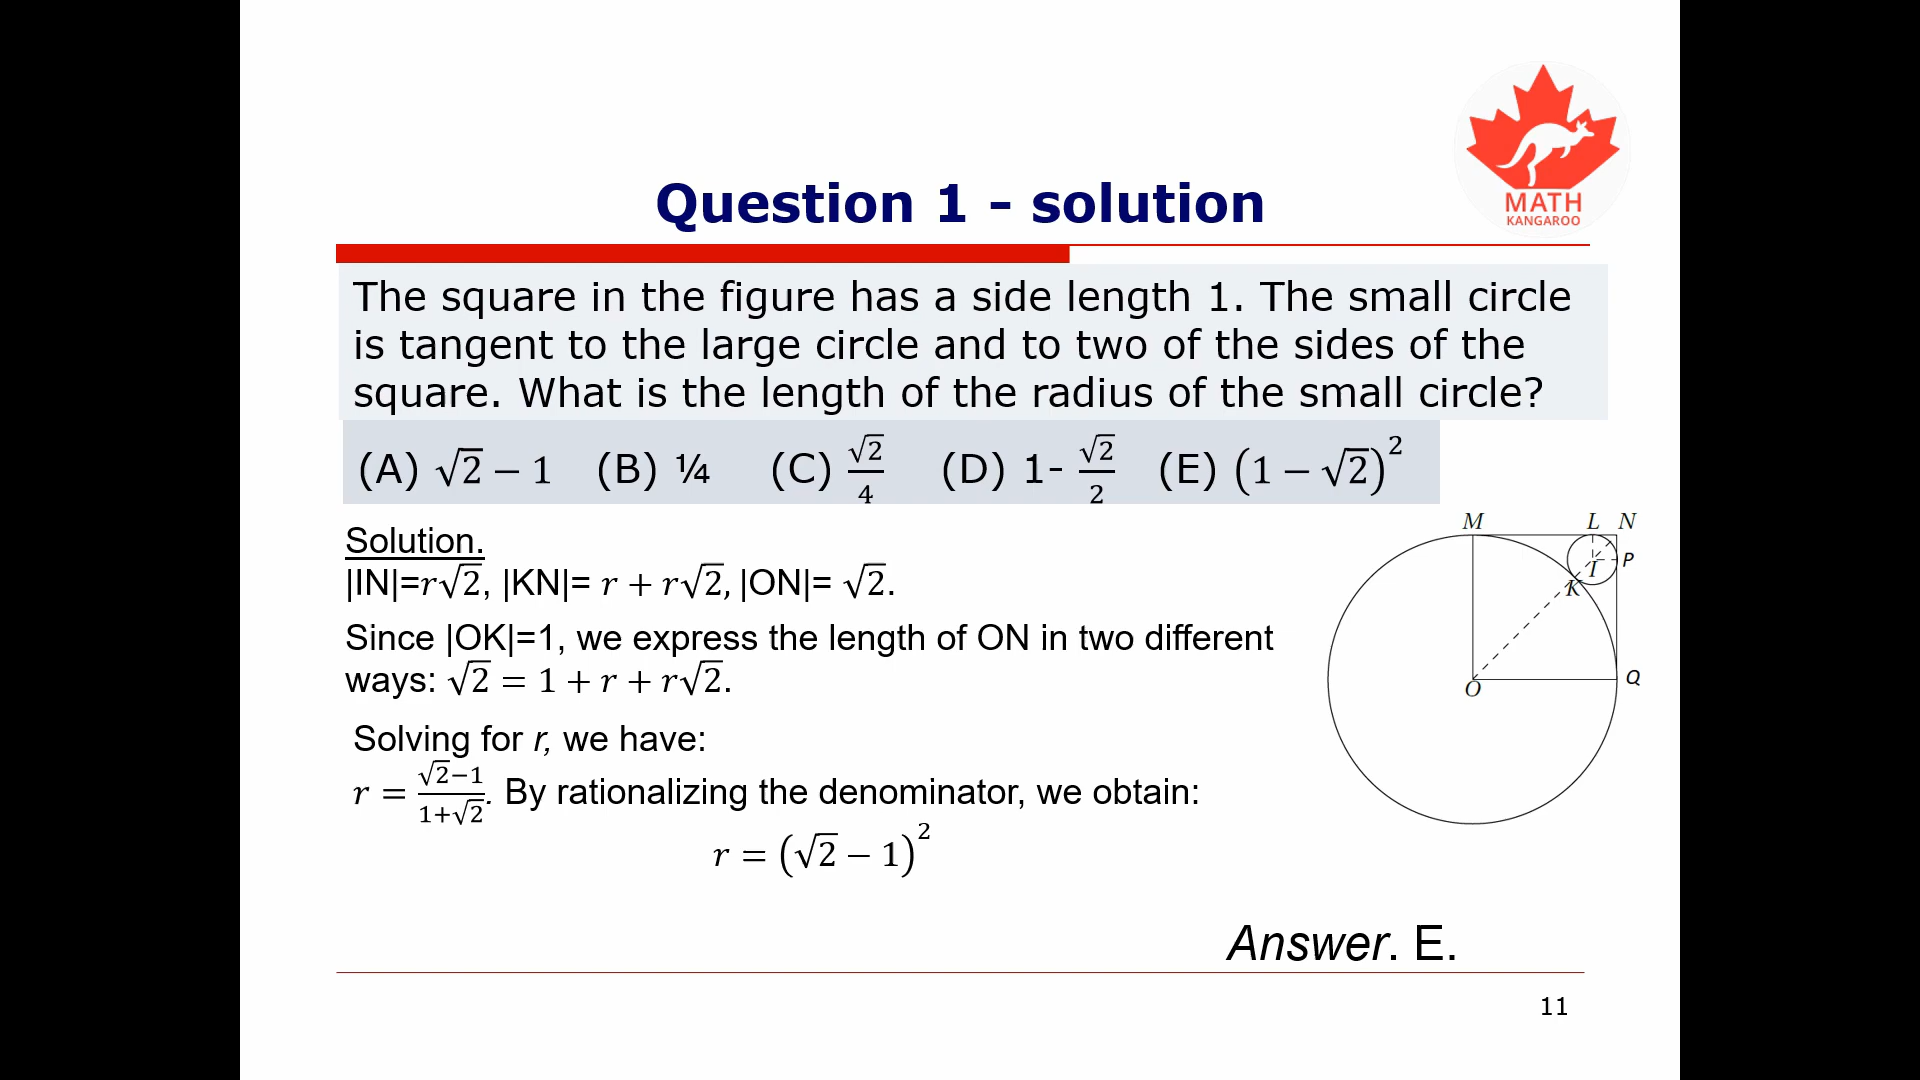 MATH
KANGAROO
Question 1 – solution
The square in the figure has a side length 1. The small circle
is tangent to the large circle and to two of the sides of the
square. What is the length of the radius of the small circle?
(A) √2 − 1 (B) ¼ (C) √2/4 (D) 1- √2/2 (E) (1 − √2)²
Solution.
|IN|=r√2, |KN|= r + r√2, |ON|= √2.
Since |OK|=1, we express the length of ON in two different
ways: √2 = 1 + r + r√2.
Solving for r, we have:
r = (√2−1)/(1+√2). By rationalizing the denominator, we obtain:
r = (√2 − 1)²
M L N
P
I
K
O Q
Answer. E.
11